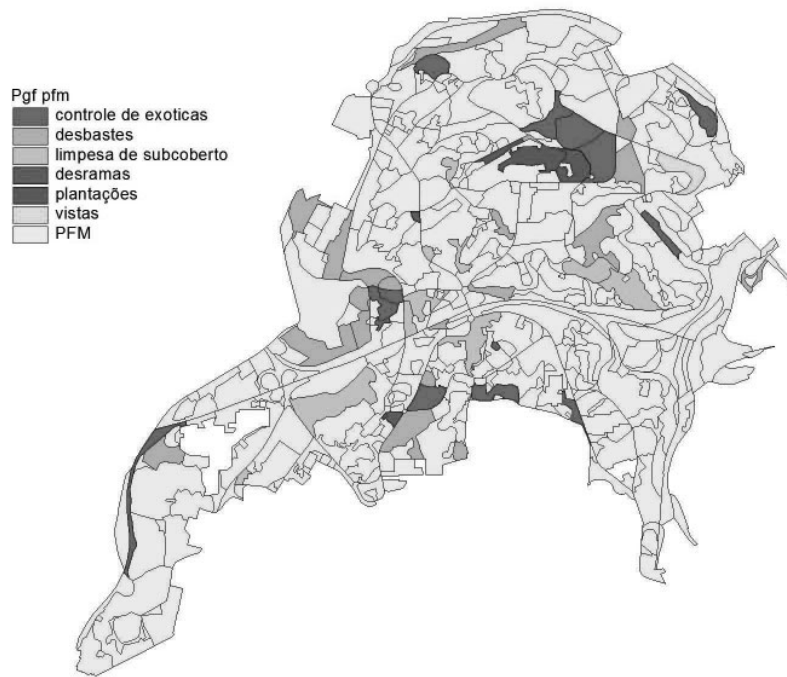 Pgf pfm
controle de exoticas
desbastes
limpesa de subcoberto
desramas
plantações
vistas
PFM